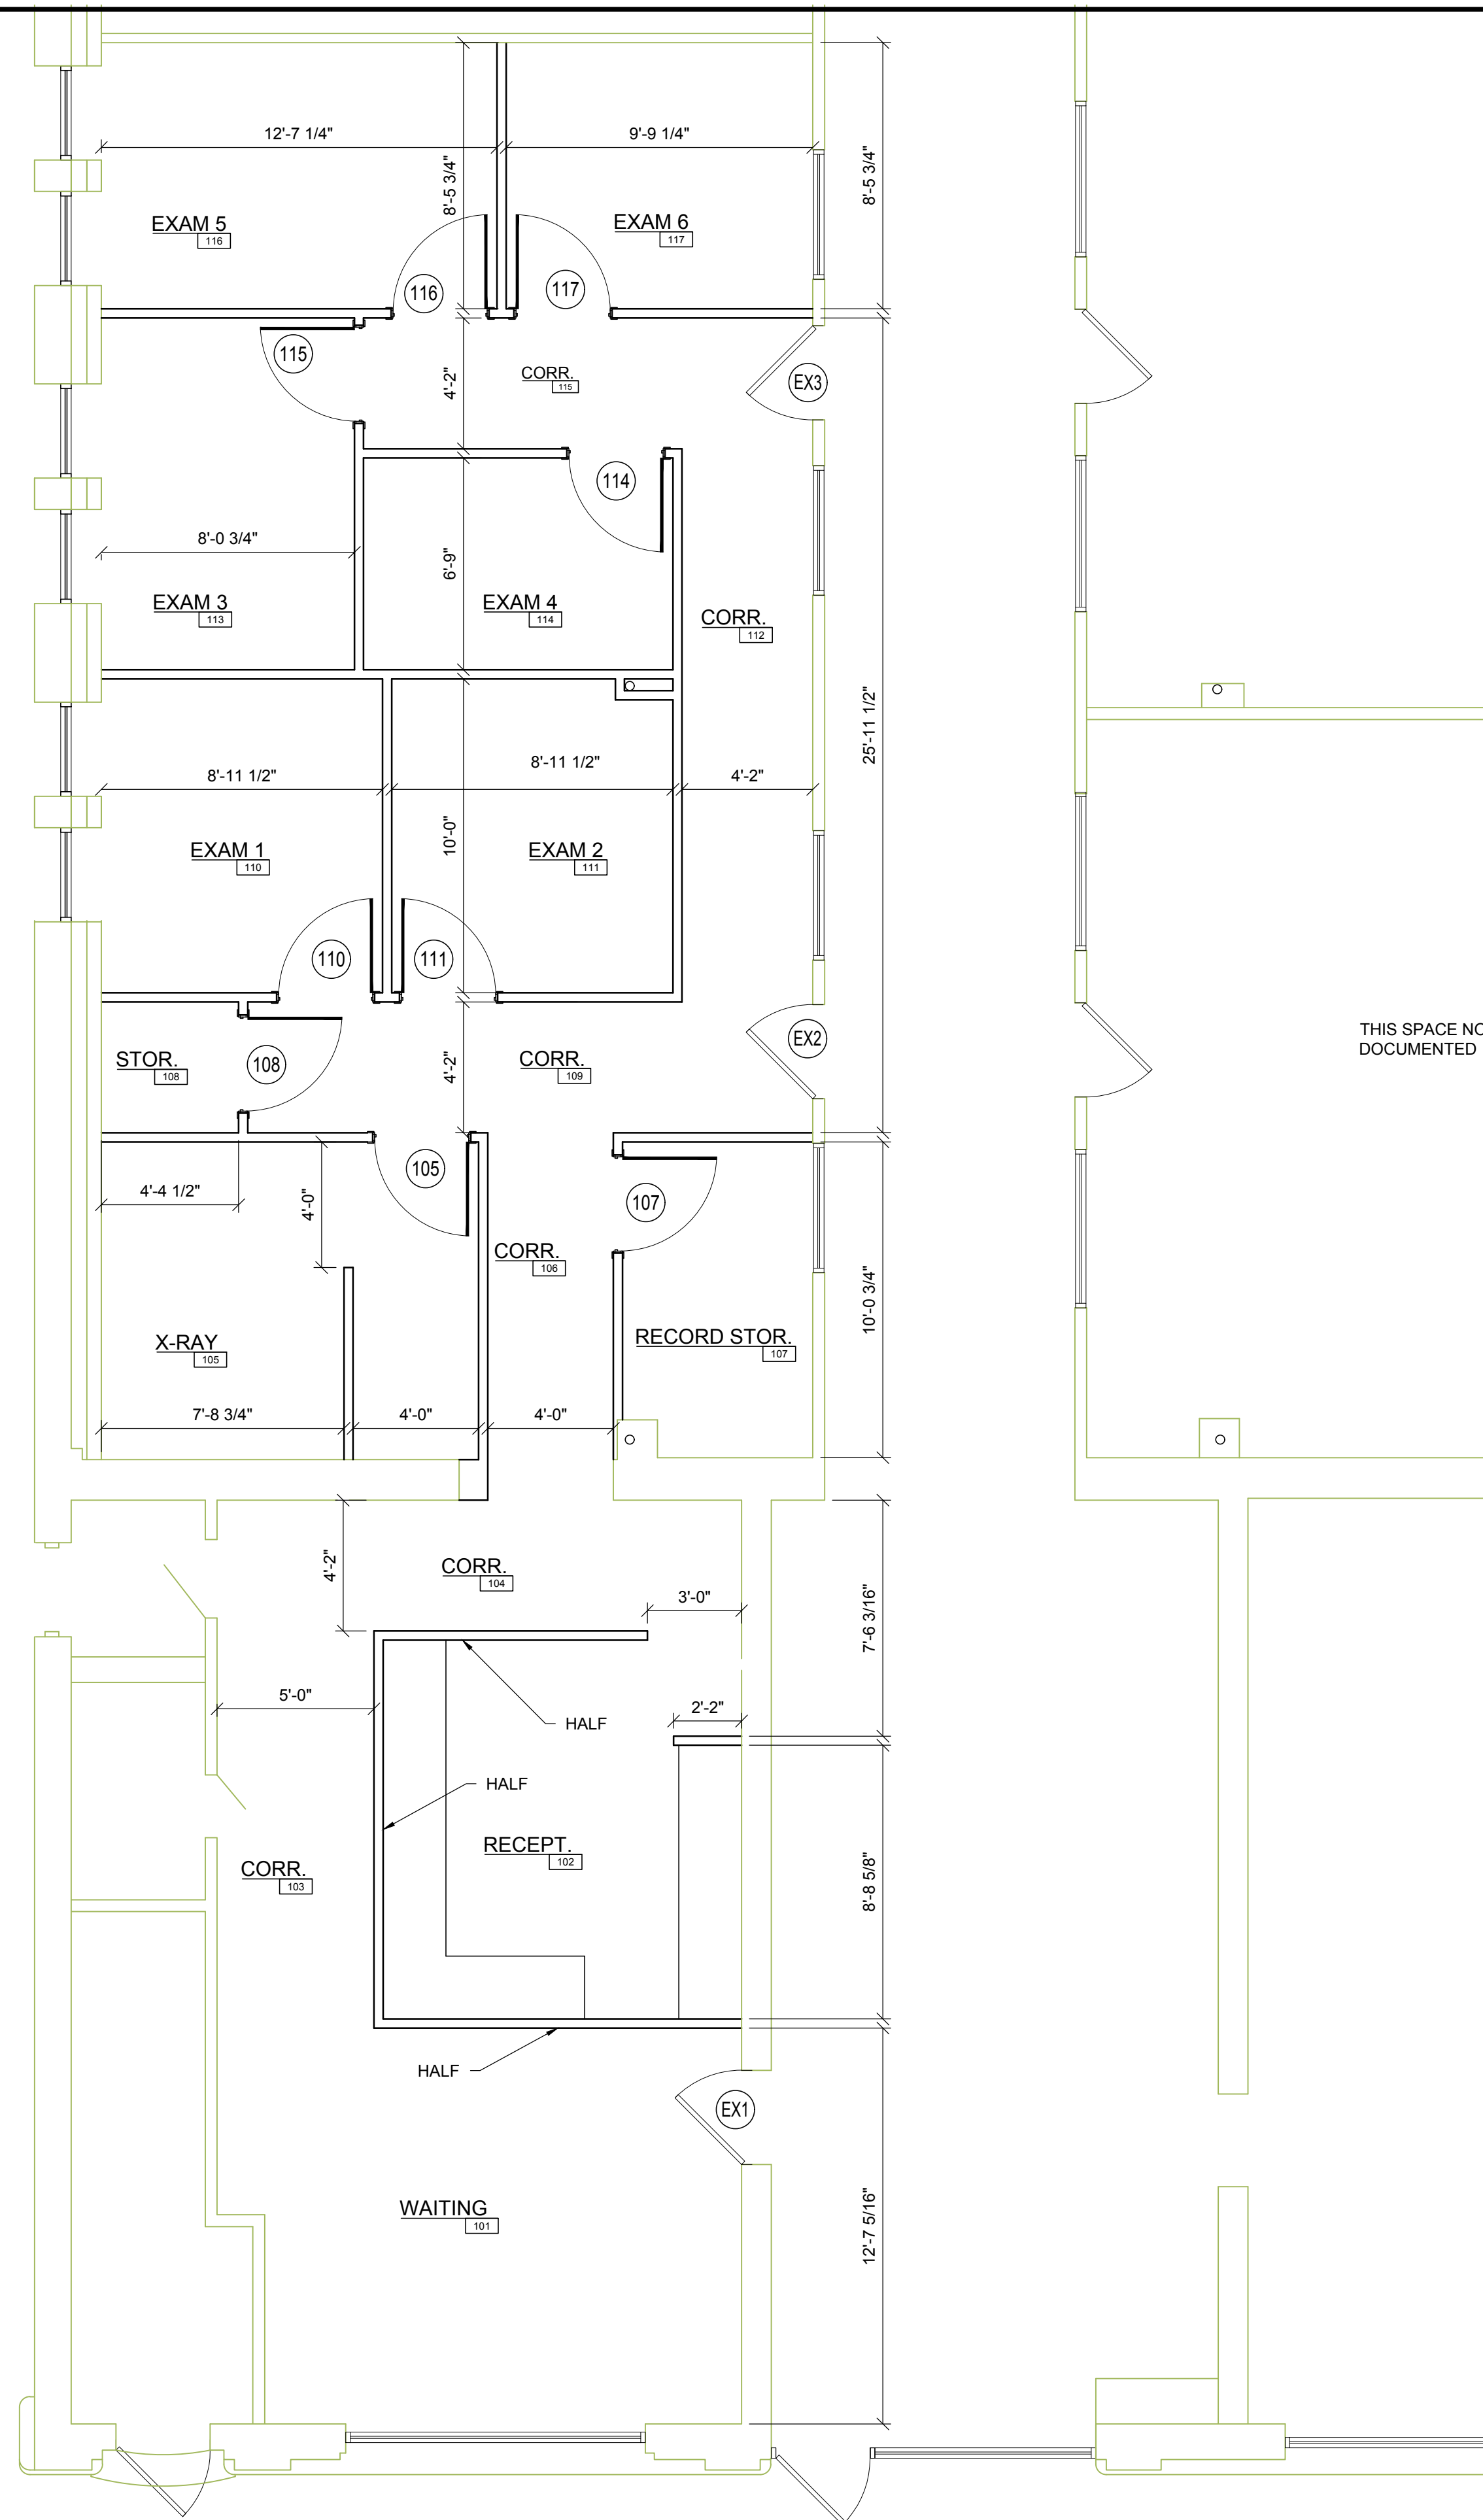 12'-7 1/4"
9'-9 1/4"
8'-5 3/4"
8'-5 3/4"
EXAM 5
116
EXAM 6
117
116
117
115
CORR.
115
EX3
4'-2"
114
8'-0 3/4"
6'-9"
EXAM 3
113
EXAM 4
114
CORR.
112
25'-11 1/2"
8'-11 1/2"
8'-11 1/2"
4'-2"
10'-0"
EXAM 1
110
EXAM 2
111
110
111
THIS SPACE NO
DOCUMENTED
STOR.
108
108
4'-2"
CORR.
109
EX2
105
107
4'-4 1/2"
4'-0"
CORR.
106
10'-0 3/4"
X-RAY
105
RECORD STOR.
107
7'-8 3/4"
4'-0"
4'-0"
4'-2"
CORR.
104
3'-0"
7'-6 3/16"
5'-0"
2'-2"
HALF
HALF
RECEPT.
102
CORR.
103
8'-8 5/8"
HALF
EX1
WAITING
101
12'-7 5/16"